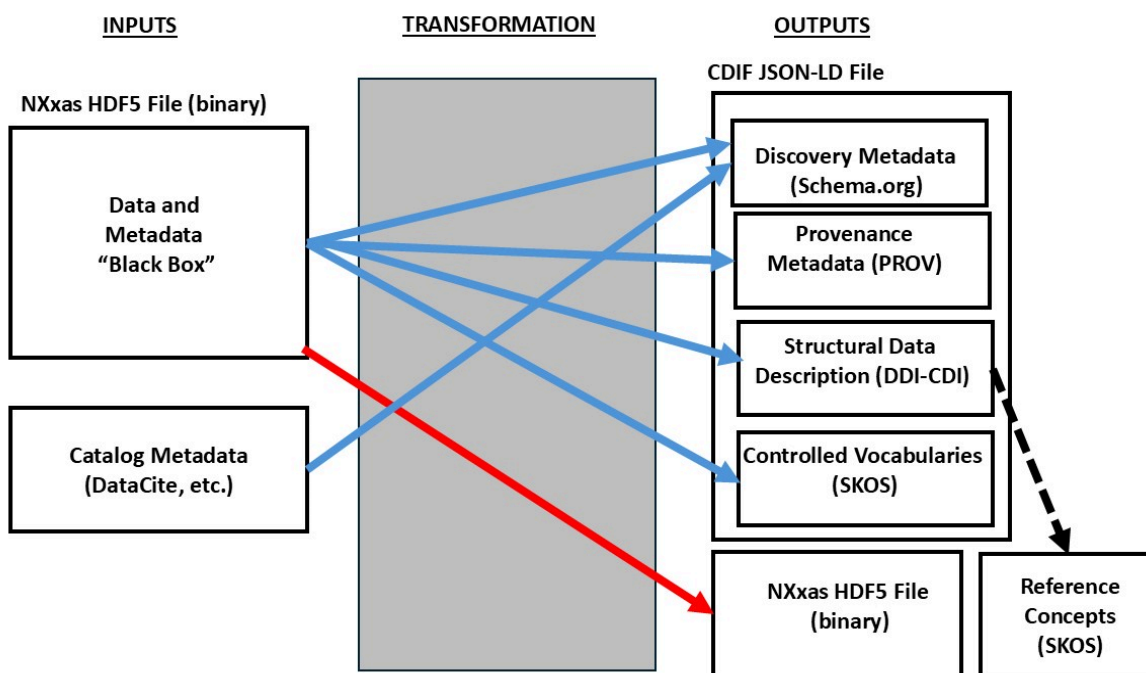 INPUTS
TRANSFORMATION
OUTPUTS
NXxas HDF5 File (binary)
Data and
Metadata
“Black Box”
Catalog Metadata
(DataCite, etc.)
CDIF JSON-LD File
Discovery Metadata
(Schema.org)
Provenance
Metadata (PROV)
Structural Data
Description (DDI-CDI)
Controlled Vocabularies
(SKOS)
NXxas HDF5 File
(binary)
Reference
Concepts
(SKOS)